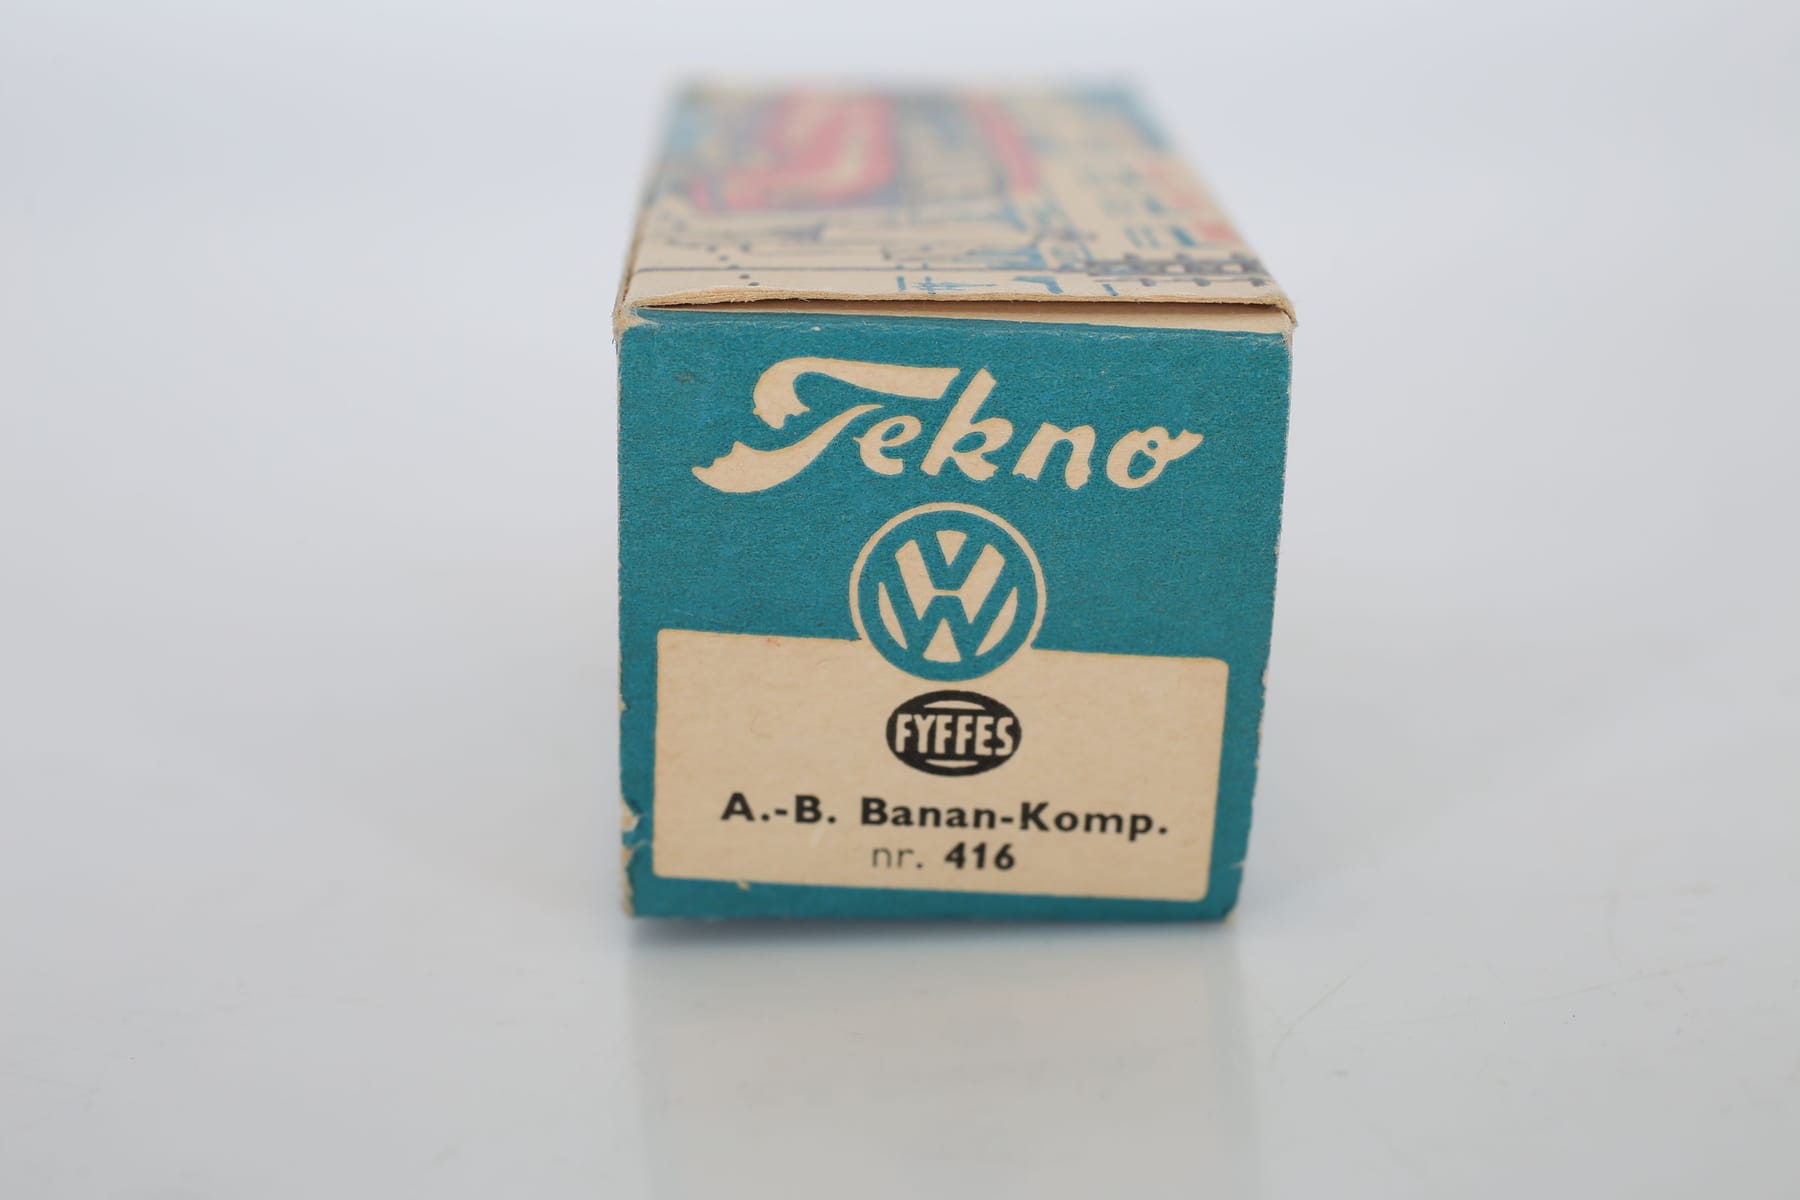 Tekno
VW
FYFFES
A.-B. Banan-Komp.
nr. 416